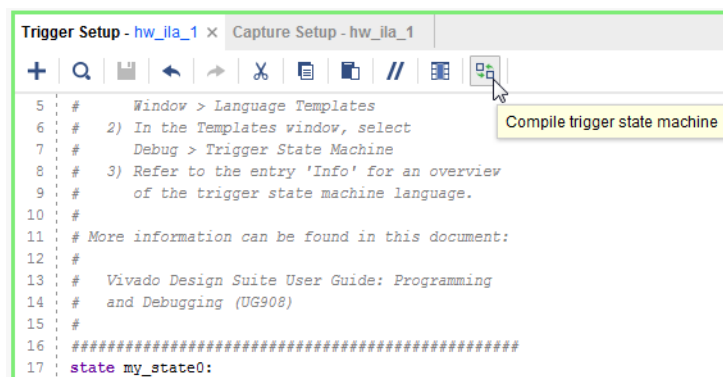 Trigger Setup - hw_ila_1 × Capture Setup - hw_ila_1
Compile trigger state machine
5 # Window > Language Templates
6 # 2) In the Templates window, select
7 # Debug > Trigger State Machine
8 # 3) Refer to the entry 'Info' for an overview
9 # of the trigger state machine language.
10 #
11 # More information can be found in this document:
12 #
13 # Vivado Design Suite User Guide: Programming
14 # and Debugging (UG908)
15 #
16 ##################################################
17 state my_state0: